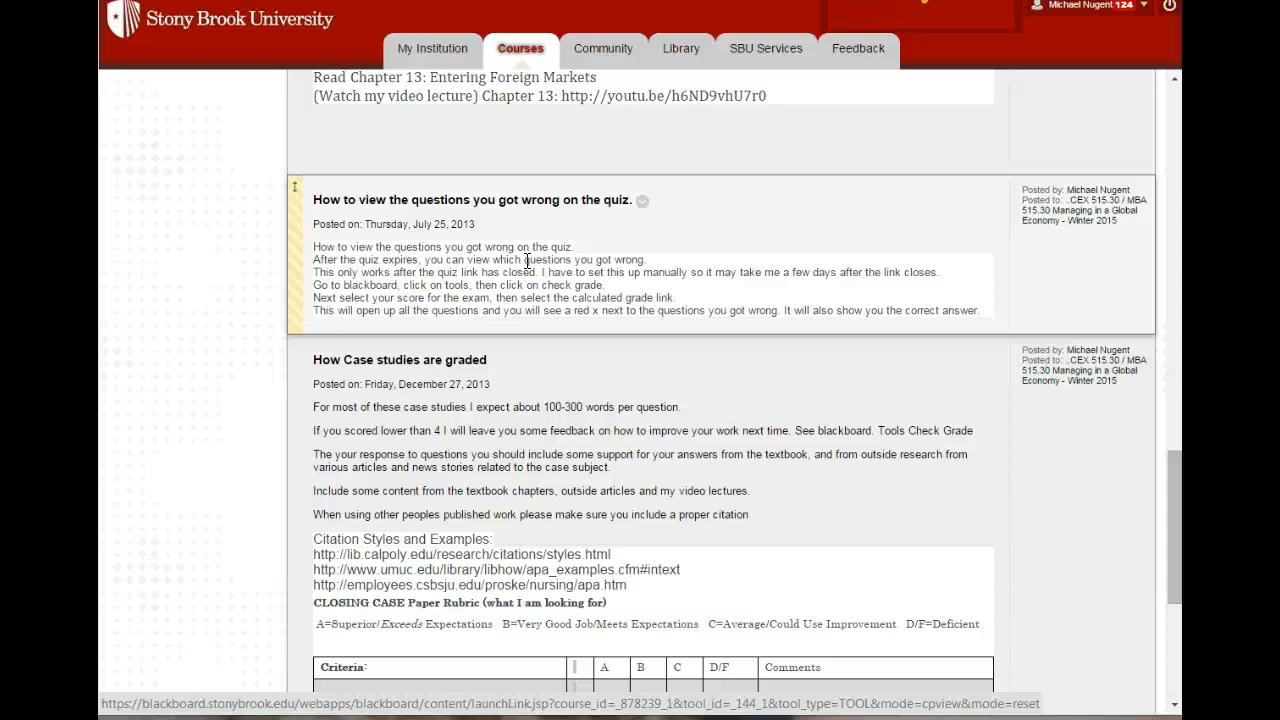 Stony Brook University
Michael Nugent 124
My Institution
Courses
Community
Library
SBU Services
Feedback
Read Chapter 13: Entering Foreign Markets
(Watch my video lecture) Chapter 13: http://youtu.be/h6ND9vhU7r0
How to view the questions you got wrong on the quiz.
Posted on: Thursday, July 25, 2013
How to view the questions you got wrong on the quiz.
After the quiz expires, you can view which questions you got wrong.
This only works after the quiz link has closed. I have to set this up manually so it may take me a few days after the link closes.
Go to blackboard, click on tools, then click on check grade.
Next select your score for the exam, then select the calculated grade link.
This will open up all the questions and you will see a red x next to the questions you got wrong. It will also show you the correct answer.
Posted by: Michael Nugent
Posted to: ..CEX 515.30 / MBA
515.30 Managing in a Global
Economy - Winter 2015
How Case studies are graded
Posted on: Friday, December 27, 2013
For most of these case studies I expect about 100-300 words per question.
If you scored lower than 4 I will leave you some feedback on how to improve your work next time. See blackboard. Tools Check Grade
The your response to questions you should include some support for your answers from the textbook, and from outside research from
various articles and news stories related to the case subject.
Include some content from the textbook chapters, outside articles and my video lectures.
When using other peoples published work please make sure you include a proper citation
Posted by: Michael Nugent
Posted to: ..CEX 515.30 / MBA
515.30 Managing in a Global
Economy - Winter 2015
Citation Styles and Examples:
http://lib.calpoly.edu/research/citations/styles.html
http://www.umuc.edu/library/libhow/apa_examples.cfm#intext
http://employees.csbsju.edu/proske/nursing/apa.htm
CLOSING CASE Paper Rubric (what I am looking for)
A=Superior/Exceeds Expectations B=Very Good Job/Meets Expectations C=Average/Could Use Improvement D/F=Deficient
Criteria: A B C D/F Comments
https://blackboard.stonybrook.edu/webapps/blackboard/content/launchLink.jsp?course_id=_878239_1&tool_id=_144_1&tool_type=TOOL&mode=cpview&mode=reset